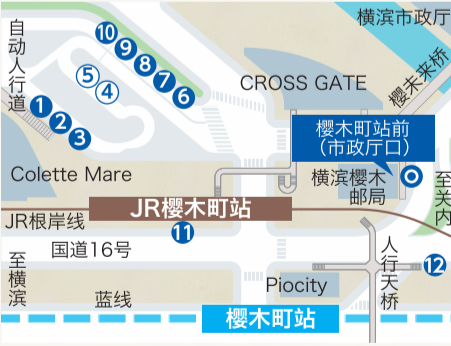 横滨市政厅
自动人行道
⑩
⑨
⑧
⑦
⑥
⑤
④
①
②
③
CROSS GATE
樱未来桥
樱木町站前
（市政厅口）
Colette Mare
横滨樱木
邮局
至关内
JR樱木町站
JR根岸线
⑪
国道16号
至横滨
蓝线
Piocity
人行天桥
⑫
樱木町站